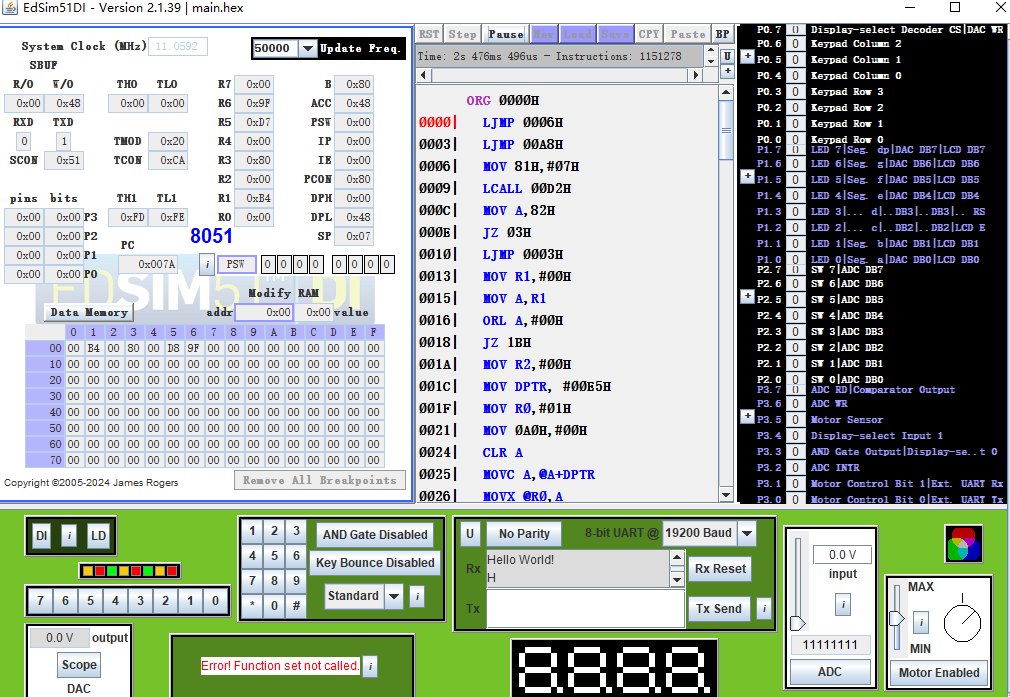 EdSim51DI - Version 2.1.39 | main.hex
System Clock (MHz) 11.0592
50000 Update Freq.
SBUF
R/O W/O TH0 TL0 R7 0x00 B 0x80
0x00 0x48 0x00 0x00 R6 0x9F ACC 0x48
RXD TXD R5 0xD7 PSW 0x00
0 1 TMOD 0x20 R4 0x00 IP 0x00
SCON 0x51 TCON 0xCA R3 0x80 IE 0x00
R2 0x00 PCON 0x80
pins bits TH1 TL1 R1 0xB4 DPH 0x00
0x00 0x00 P3 0xFD 0xFE R0 0x00 DPL 0x48
0x00 0x00 P2 8051 SP 0x07
0x00 0x00 P1 PC 0x007A i PSW 0 0 0 0 0 0 0 0
0x00 0x00 P0
EdSIM51 DI
TM
Modify RAM
Data Memory addr 0x00 0x00 value
0 1 2 3 4 5 6 7 8 9 A B C D E F
00 00 B4 00 80 00 D8 9F 00 00 00 00 00 00 00 00 00
10 00 00 00 00 00 00 00 00 00 00 00 00 00 00 00 00
20 00 00 00 00 00 00 00 00 00 00 00 00 00 00 00 00
30 00 00 00 00 00 00 00 00 00 00 00 00 00 00 00 00
40 00 00 00 00 00 00 00 00 00 00 00 00 00 00 00 00
50 00 00 00 00 00 00 00 00 00 00 00 00 00 00 00 00
60 00 00 00 00 00 00 00 00 00 00 00 00 00 00 00 00
70 00 00 00 00 00 00 00 00 00 00 00 00 00 00 00 00
Copyright ©2005-2024 James Rogers Remove All Breakpoints
RST Step Pause New Load Save CPY Paste BP
Time: 2s 476ms 496us - Instructions: 1151278 U
ORG 0000H
0000| LJMP 0006H
0003| LJMP 00A8H
0006| MOV 81H,#07H
0009| LCALL 00D2H
000C| MOV A,82H
000E| JZ 03H
0010| LJMP 0003H
0013| MOV R1,#00H
0015| MOV A,R1
0016| ORL A,#00H
0018| JZ 1BH
001A| MOV R2,#00H
001C| MOV DPTR, #00E5H
001F| MOV R0,#01H
0021| MOV 0A0H,#00H
0024| CLR A
0025| MOVC A,@A+DPTR
0026| MOVX @R0,A
P0.7 0 Display-select Decoder CS|DAC WR
P0.6 0 Keypad Column 2
P0.5 0 Keypad Column 1
P0.4 0 Keypad Column 0
P0.3 0 Keypad Row 3
P0.2 0 Keypad Row 2
P0.1 0 Keypad Row 1
P0.0 0 Keypad Row 0
P1.7 0 LED 7|Seg. dp|DAC DB7|LCD DB7
P1.6 0 LED 6|Seg. g|DAC DB6|LCD DB6
P1.5 0 LED 5|Seg. f|DAC DB5|LCD DB5
P1.4 0 LED 4|Seg. e|DAC DB4|LCD DB4
P1.3 0 LED 3|... d|..DB3|..DB3|.. RS
P1.2 0 LED 2|... c|..DB2|..DB2|LCD E
P1.1 0 LED 1|Seg. b|DAC DB1|LCD DB1
P1.0 0 LED 0|Seg. a|DAC DB0|LCD DB0
P2.7 0 SW 7|ADC DB7
P2.6 0 SW 6|ADC DB6
P2.5 0 SW 5|ADC DB5
P2.4 0 SW 4|ADC DB4
P2.3 0 SW 3|ADC DB3
P2.2 0 SW 2|ADC DB2
P2.1 0 SW 1|ADC DB1
P2.0 0 SW 0|ADC DB0
P3.7 0 ADC RD|Comparator Output
P3.6 0 ADC WR
P3.5 0 Motor Sensor
P3.4 0 Display-select Input 1
P3.3 0 AND Gate Output|Display-se..t 0
P3.2 0 ADC INTR
P3.1 0 Motor Control Bit 1|Ext. UART Rx
P3.0 0 Motor Control Bit 0|Ext. UART Tx
DI i LD
7 6 5 4 3 2 1 0
0.0 V output
Scope
DAC
1 2 3
4 5 6
7 8 9
* 0 #
AND Gate Disabled
Key Bounce Disabled
Standard i
Error! Function set not called. i
U No Parity 8-bit UART @ 19200 Baud
Rx Hello World!
H
Rx Reset
Tx Tx Send i
8.8.8.8.
0.0 V
input
i
11111111
ADC
MAX
i
MIN
Motor Enabled